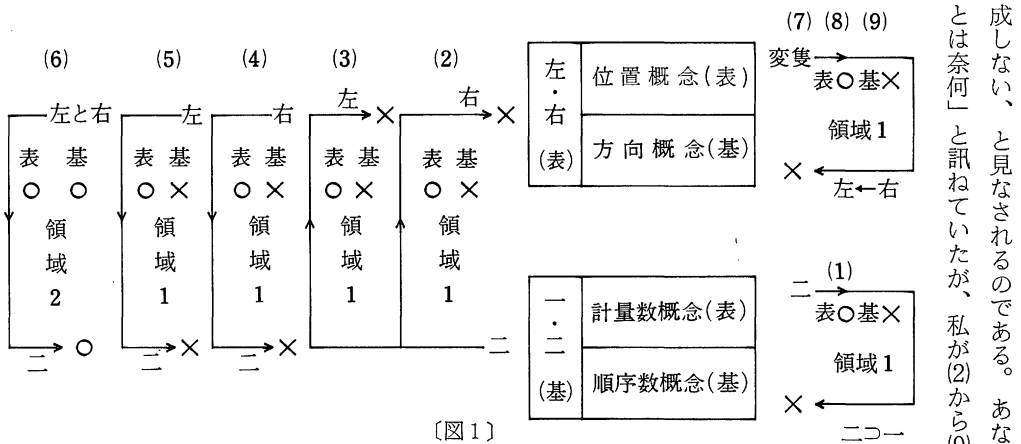 成しない、と見なされるのである。あな
とは奈何」と訊ねていたが、私が(2)から(9)
(7) (8) (9)
変隻
表○基×
領域1
×
左←右
左・右(表)
位置概念(表)
方向概念(基)
(2)
右 ×
表 基
○ ×
領域1
(3)
左 ×
表 基
○ ×
領域1
(4)
右
表 基
○ ×
領域1
二 ×
(5)
左
表 基
○ ×
領域1
二 ×
(6)
左と右
表 基
○ ○
領域2
二 ○
二
(1)
二
表○基×
領域1
×
二⊃一
一・二(基)
計量数概念(表)
順序数概念(基)
〔図1〕